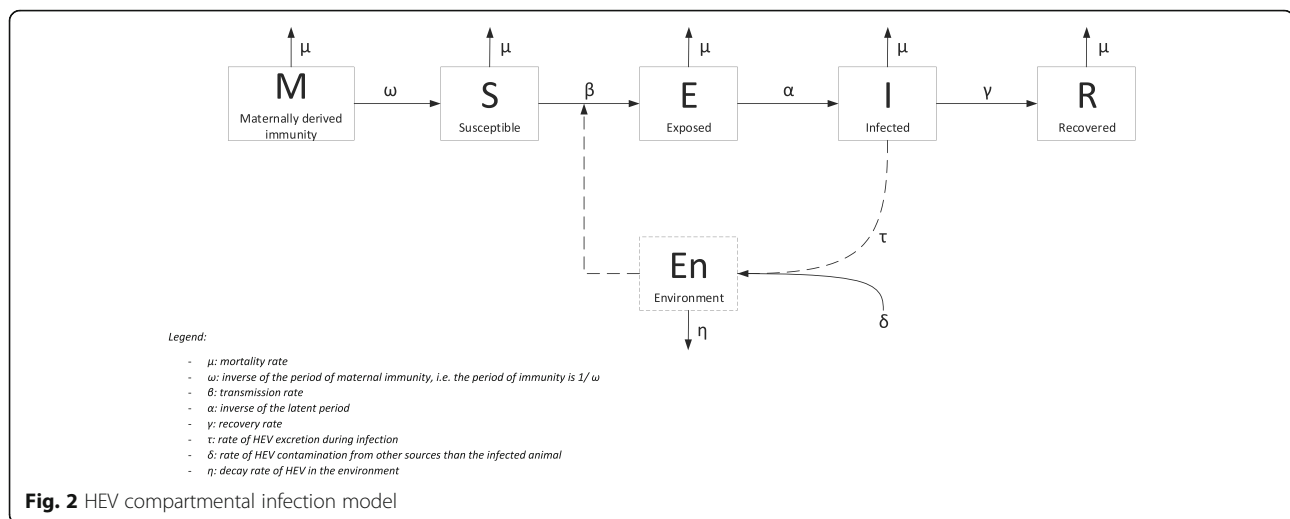 μ μ μ μ μ
M ω S β E α I γ R
Maternally derived immunity Susceptible Exposed Infected Recovered
τ
En
Environment
δ
η
Legend:
- μ: mortality rate
- ω: inverse of the period of maternal immunity, i.e. the period of immunity is 1/ ω
- β: transmission rate
- α: inverse of the latent period
- γ: recovery rate
- τ: rate of HEV excretion during infection
- δ: rate of HEV contamination from other sources than the infected animal
- η: decay rate of HEV in the environment
Fig. 2 HEV compartmental infection model